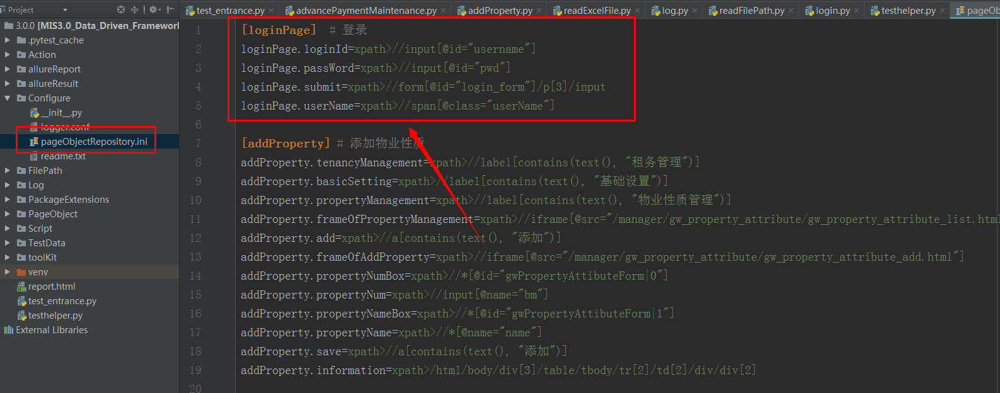 Project
3.0.0 [MIS3.0_Data_Driven_Framework
.pytest_cache
Action
allureReport
allureResult
Configure
__init__.py
logger.conf
pageObjectRepository.ini
readme.txt
FilePath
Log
PackageExtensions
PageObject
Script
TestData
toolKit
venv
report.html
test_entrance.py
testhelper.py
External Libraries
test_entrance.py
advancePaymentMaintenance.py
addProperty.py
readExcelFile.py
log.py
readFilePath.py
login.py
testhelper.py
pageOb
1 [loginPage] # 登录
2 loginPage.loginId=xpath>//input[@id="username"]
3 loginPage.passWord=xpath>//input[@id="pwd"]
4 loginPage.submit=xpath>//form[@id="login_form"]/p[3]/input
5 loginPage.userName=xpath>//span[@class="userName"]
6
7 [addProperty] # 添加物业性质
8 addProperty.tenancyManagement=xpath>//label[contains(text(), "租务管理")]
9 addProperty.basicSetting=xpath>//label[contains(text(), "基础设置")]
10 addProperty.propertyManagement=xpath>//label[contains(text(), "物业性质管理")]
11 addProperty.frameOfPropertyManagement=xpath>//iframe[@src="/manager/gw_property_attribute/gw_property_attribute_list.html
12 addProperty.add=xpath>//a[contains(text(), "添加")]
13 addProperty.frameOfAddProperty=xpath>//iframe[@src="/manager/gw_property_attribute/gw_property_attribute_add.html"]
14 addProperty.propertyNumBox=xpath>//*[@id="gwPropertyAttibuteForm|0"]
15 addProperty.propertyNum=xpath>//input[@name="bm"]
16 addProperty.propertyNameBox=xpath>//*[@id="gwPropertyAttibuteForm|1"]
17 addProperty.propertyName=xpath>//*[@name="name"]
18 addProperty.save=xpath>//a[contains(text(), "添加")]
19 addProperty.information=xpath>/html/body/div[3]/table/tbody/tr[2]/td[2]/div/div[2]
20